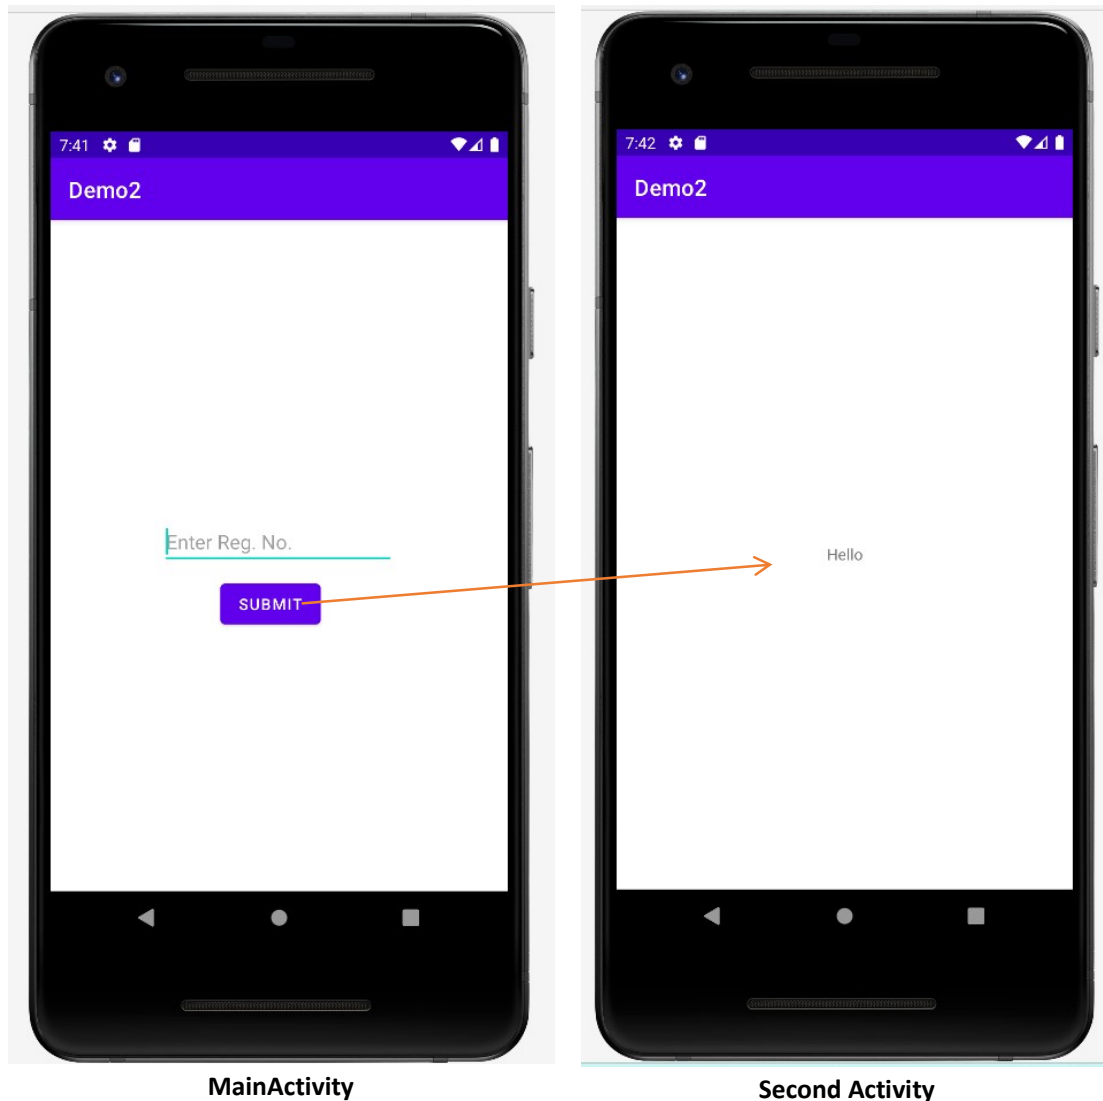 7:41
Demo2
Enter Reg. No.
SUBMIT
MainActivity
7:42
Demo2
Hello
Second Activity